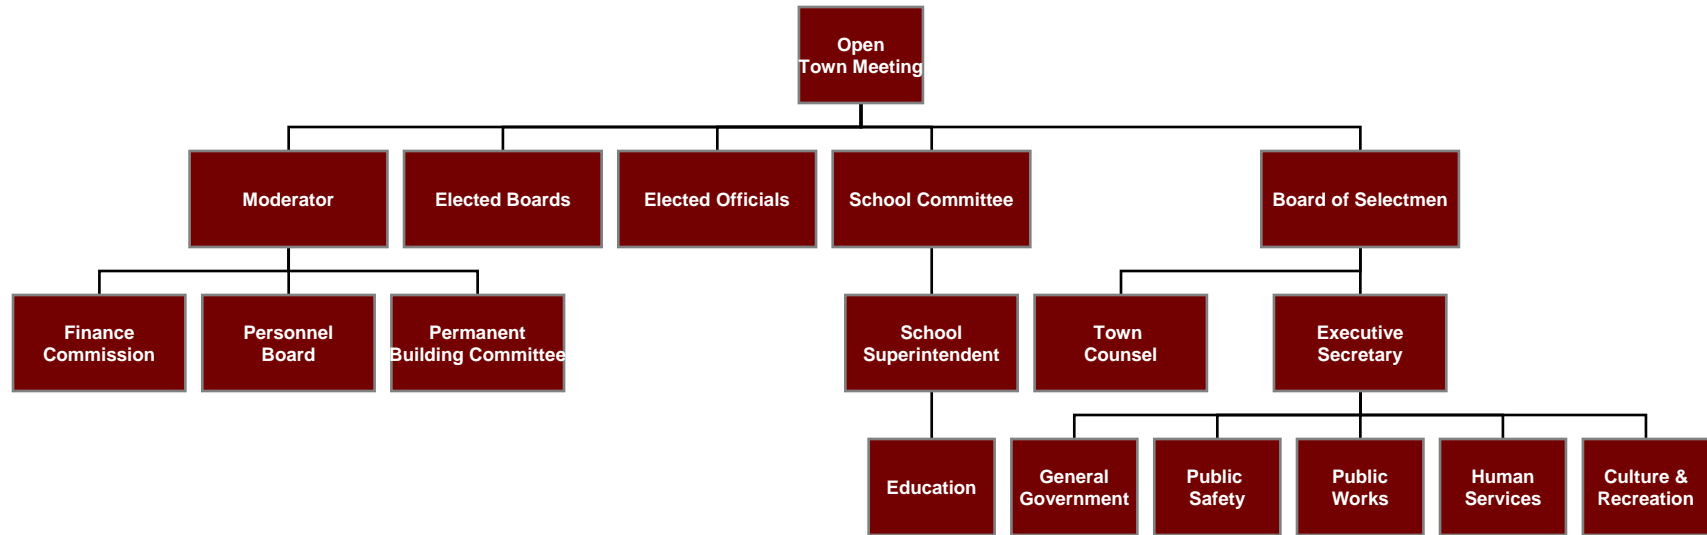 Open
Town Meeting
Moderator
Elected Boards
Elected Officials
School Committee
Board of Selectmen
Finance
Commission
Personnel
Board
Permanent
Building Committee
School
Superintendent
Town
Counsel
Executive
Secretary
Education
General
Government
Public
Safety
Public
Works
Human
Services
Culture &
Recreation